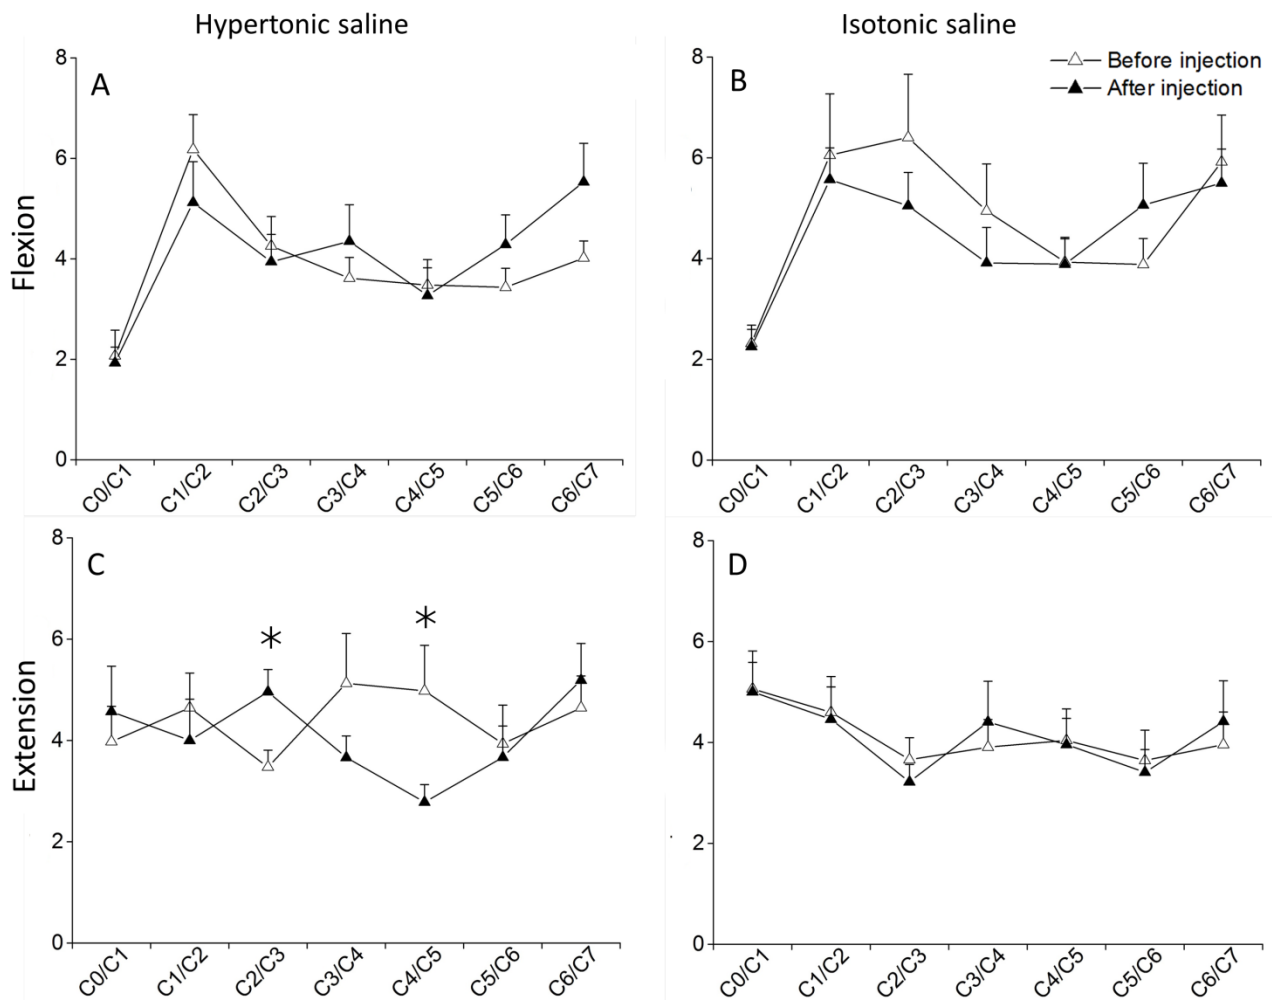 Hypertonic saline
Isotonic saline
Before injection
After injection
Flexion
A
8
6
4
2
0
C0/C1 C1/C2 C2/C3 C3/C4 C4/C5 C5/C6 C6/C7
B
8
6
4
2
0
C0/C1 C1/C2 C2/C3 C3/C4 C4/C5 C5/C6 C6/C7
Extension
C
8
6
4
2
0
* *
C0/C1 C1/C2 C2/C3 C3/C4 C4/C5 C5/C6 C6/C7
D
8
6
4
2
0
C0/C1 C1/C2 C2/C3 C3/C4 C4/C5 C5/C6 C6/C7